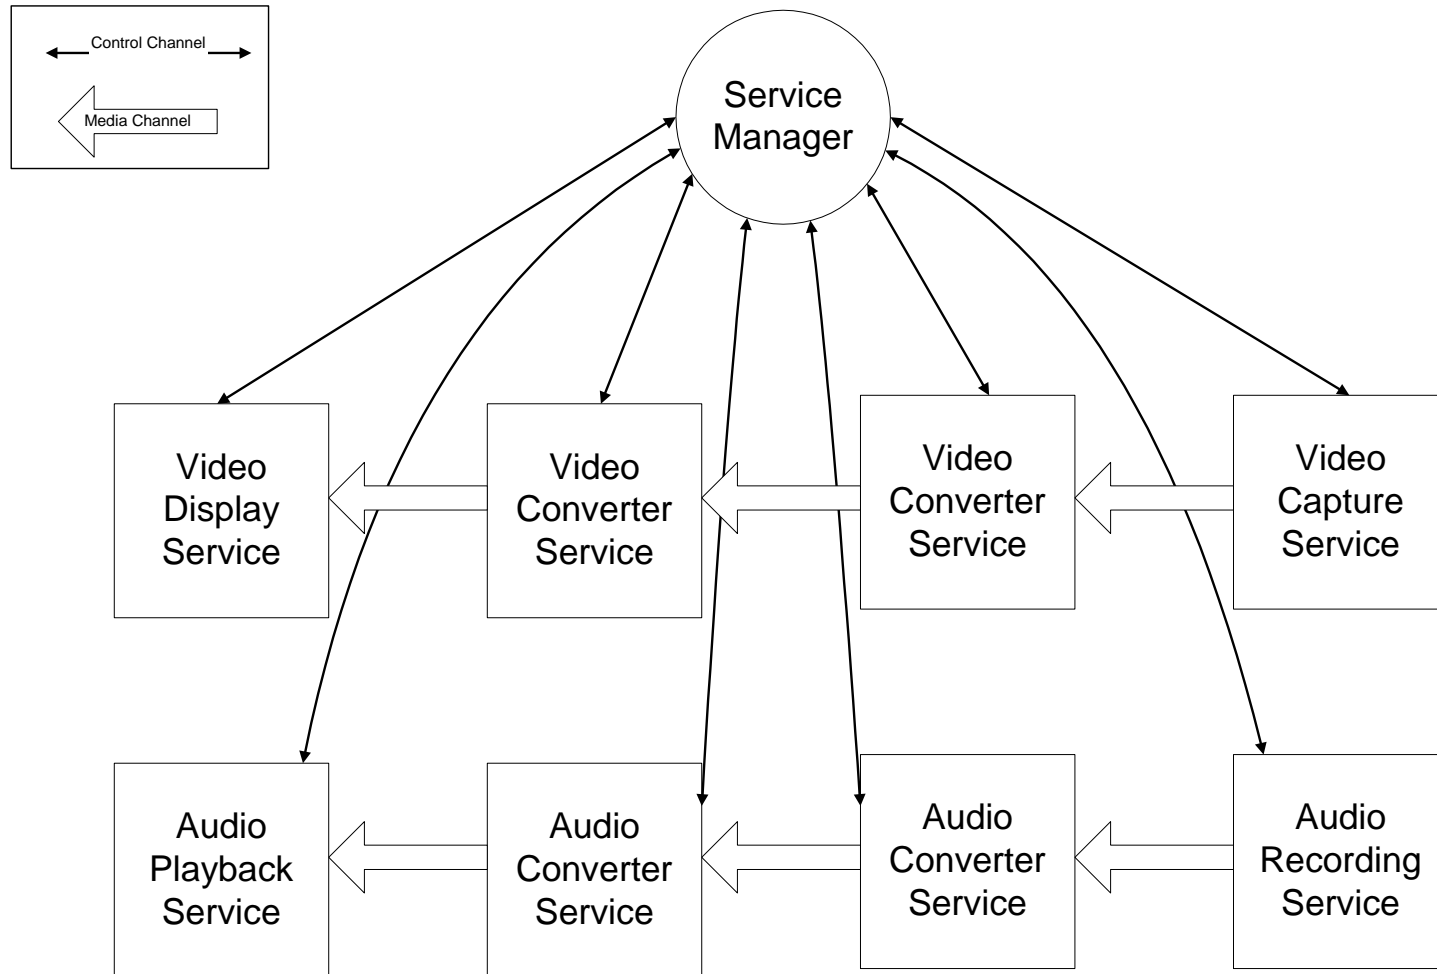 Control Channel
Media Channel
Service
Manager
Video
Display
Service
Video
Converter
Service
Video
Converter
Service
Video
Capture
Service
Audio
Playback
Service
Audio
Converter
Service
Audio
Converter
Service
Audio
Recording
Service